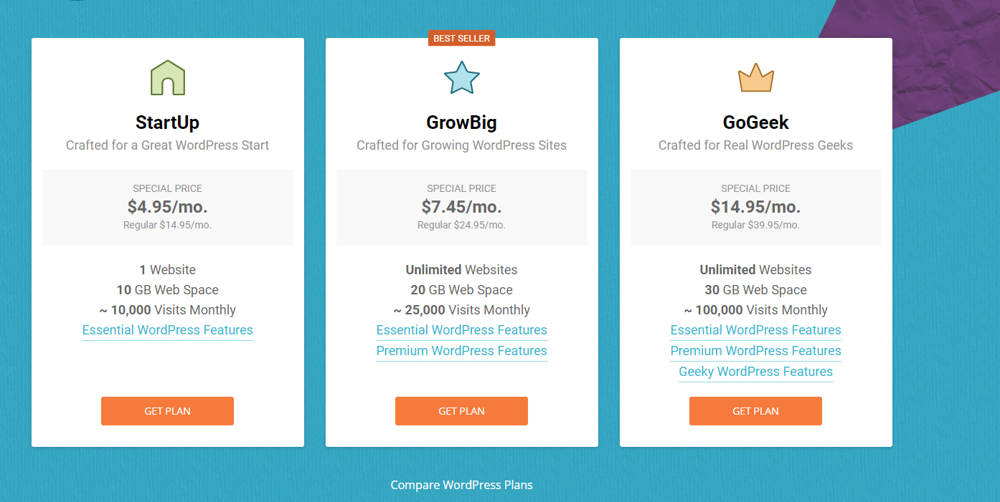 StartUp
Crafted for a Great WordPress Start
SPECIAL PRICE
$4.95/mo.
Regular $14.95/mo.
1 Website
10 GB Web Space
~ 10,000 Visits Monthly
Essential WordPress Features
GET PLAN
BEST SELLER
GrowBig
Crafted for Growing WordPress Sites
SPECIAL PRICE
$7.45/mo.
Regular $24.95/mo.
Unlimited Websites
20 GB Web Space
~ 25,000 Visits Monthly
Essential WordPress Features
Premium WordPress Features
GET PLAN
GoGeek
Crafted for Real WordPress Geeks
SPECIAL PRICE
$14.95/mo.
Regular $39.95/mo.
Unlimited Websites
30 GB Web Space
~ 100,000 Visits Monthly
Essential WordPress Features
Premium WordPress Features
Geeky WordPress Features
GET PLAN
Compare WordPress Plans